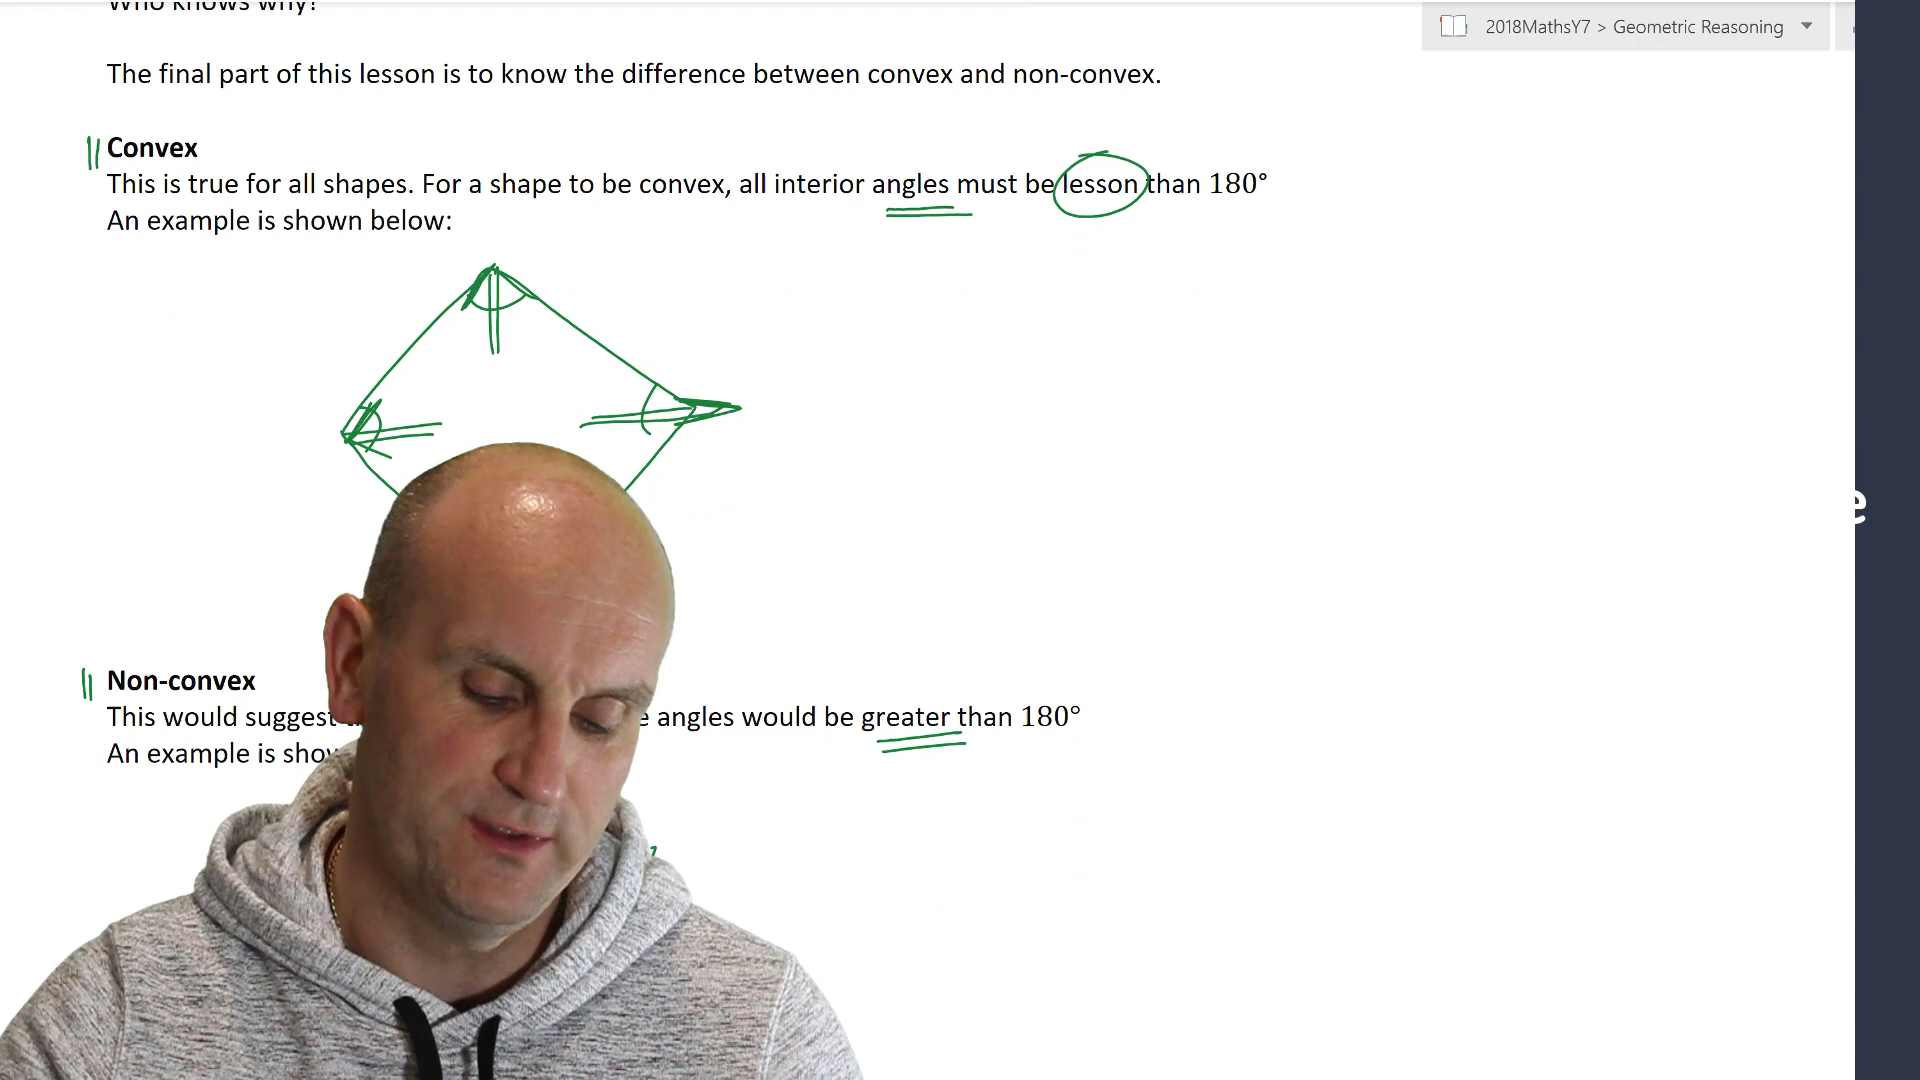 Who knows why?
2018MathsY7 > Geometric Reasoning
The final part of this lesson is to know the difference between convex and non-convex.
Convex
This is true for all shapes. For a shape to be convex, all interior angles must be lesson than 180°
An example is shown below:
e
Non-convex
This would suggest angles would be greater than 180°
An example is